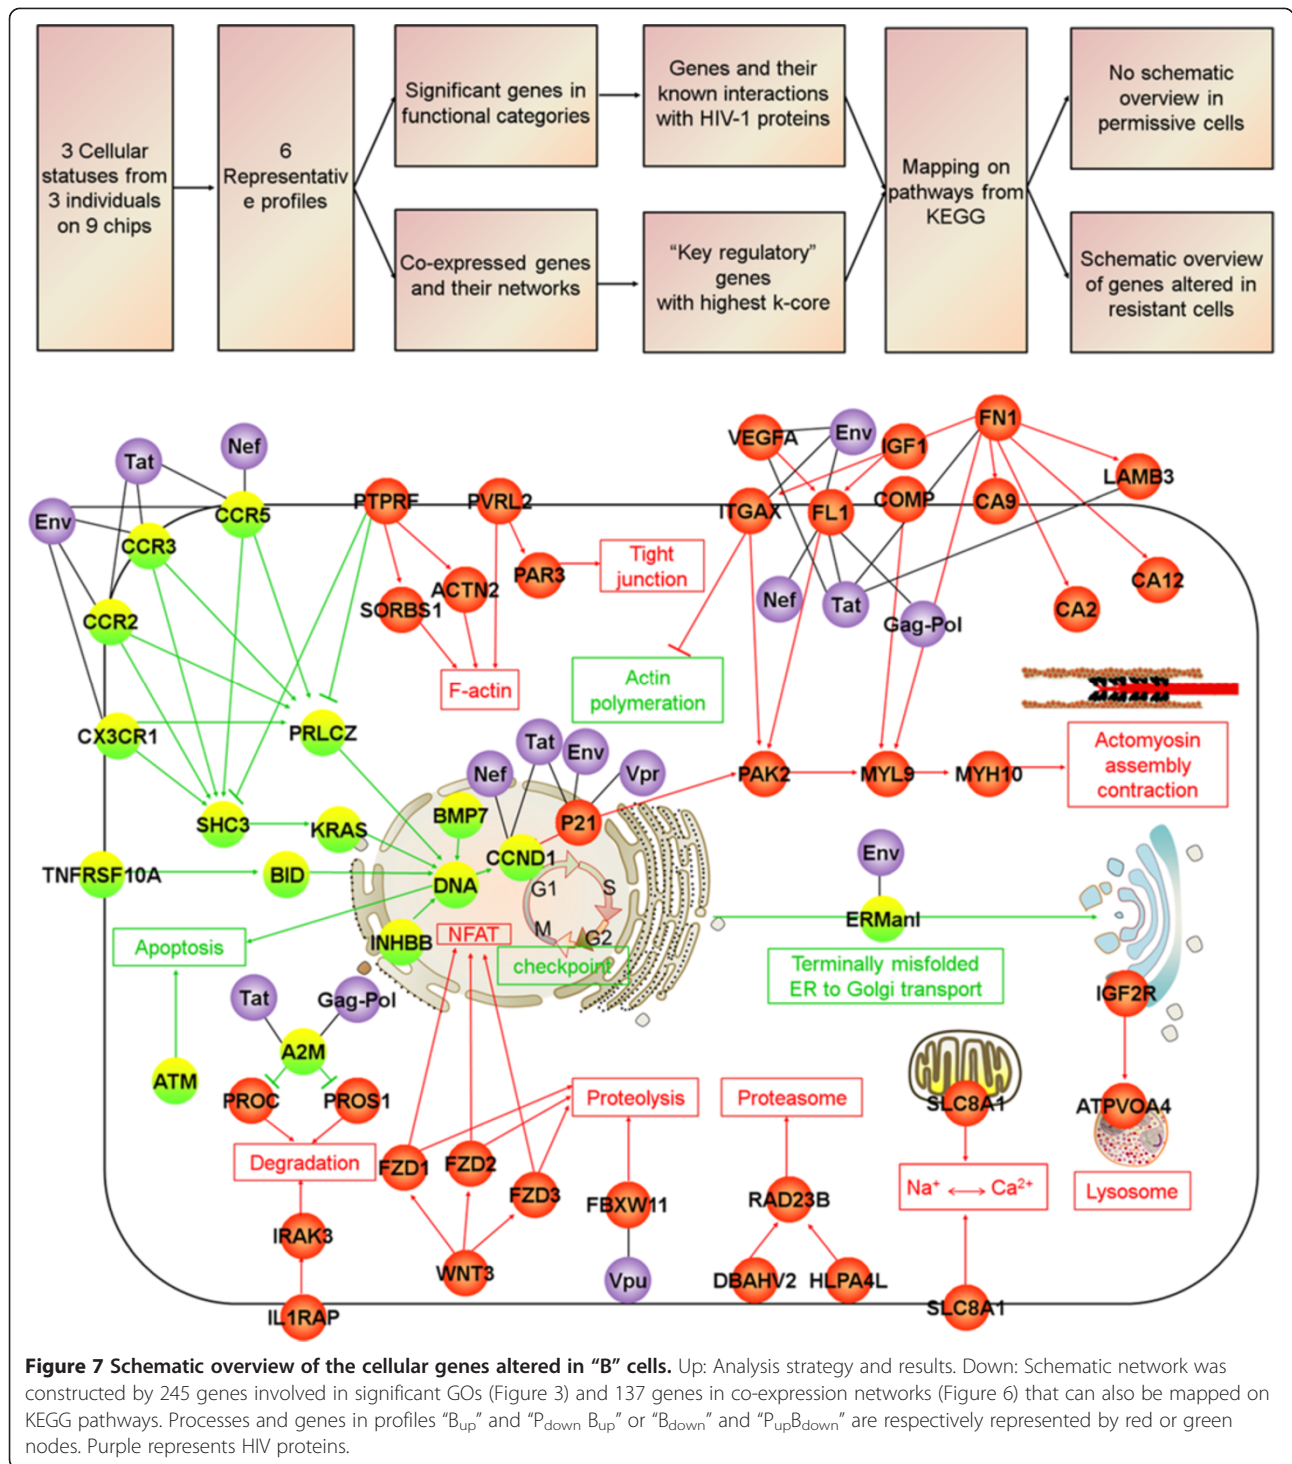 3 Cellular
statuses from
3 individuals
on 9 chips
6
Representativ
e profiles
Significant genes in
functional categories
Co-expressed genes
and their networks
Genes and their
known interactions
with HIV-1 proteins
"Key regulatory"
genes
with highest k-core
Mapping on
pathways from
KEGG
No schematic
overview in
permissive cells
Schematic overview
of genes altered in
resistant cells
Env
Tat
Nef
CCR5
CCR3
CCR2
CX3CR1
PTPRF
PVRL2
SORBS1
ACTN2
PAR3
Tight
junction
F-actin
VEGFA
Env
IGF1
FN1
LAMB3
ITGAX
FL1
COMP
CA9
Nef
Tat
Gag-Pol
CA2
CA12
Actin
polymeration
PRLCZ
SHC3
KRAS
TNFRSF10A
BID
Nef
Tat
Env
Vpr
BMP7
P21
CCND1
DNA
INHBB
NFAT
G1
S
M
G2
checkpoint
PAK2
MYL9
MYH10
Actomyosin
assembly
contraction
Env
ERManI
Terminally misfolded
ER to Golgi transport
Apoptosis
ATM
Tat
Gag-Pol
A2M
PROC
PROS1
Degradation
IRAK3
IL1RAP
FZD1
FZD2
FZD3
WNT3
Proteolysis
FBXW11
Vpu
Proteasome
RAD23B
DBAHV2
HLPA4L
SLC8A1
Na⁺ ⟷ Ca²⁺
SLC8A1
IGF2R
ATPVOA4
Lysosome
Figure 7 Schematic overview of the cellular genes altered in "B" cells. Up: Analysis strategy and results. Down: Schematic network was
constructed by 245 genes involved in significant GOs (Figure 3) and 137 genes in co-expression networks (Figure 6) that can also be mapped on
KEGG pathways. Processes and genes in profiles "Bup" and "Pdown Bup" or "Bdown" and "PupBdown" are respectively represented by red or green
nodes. Purple represents HIV proteins.